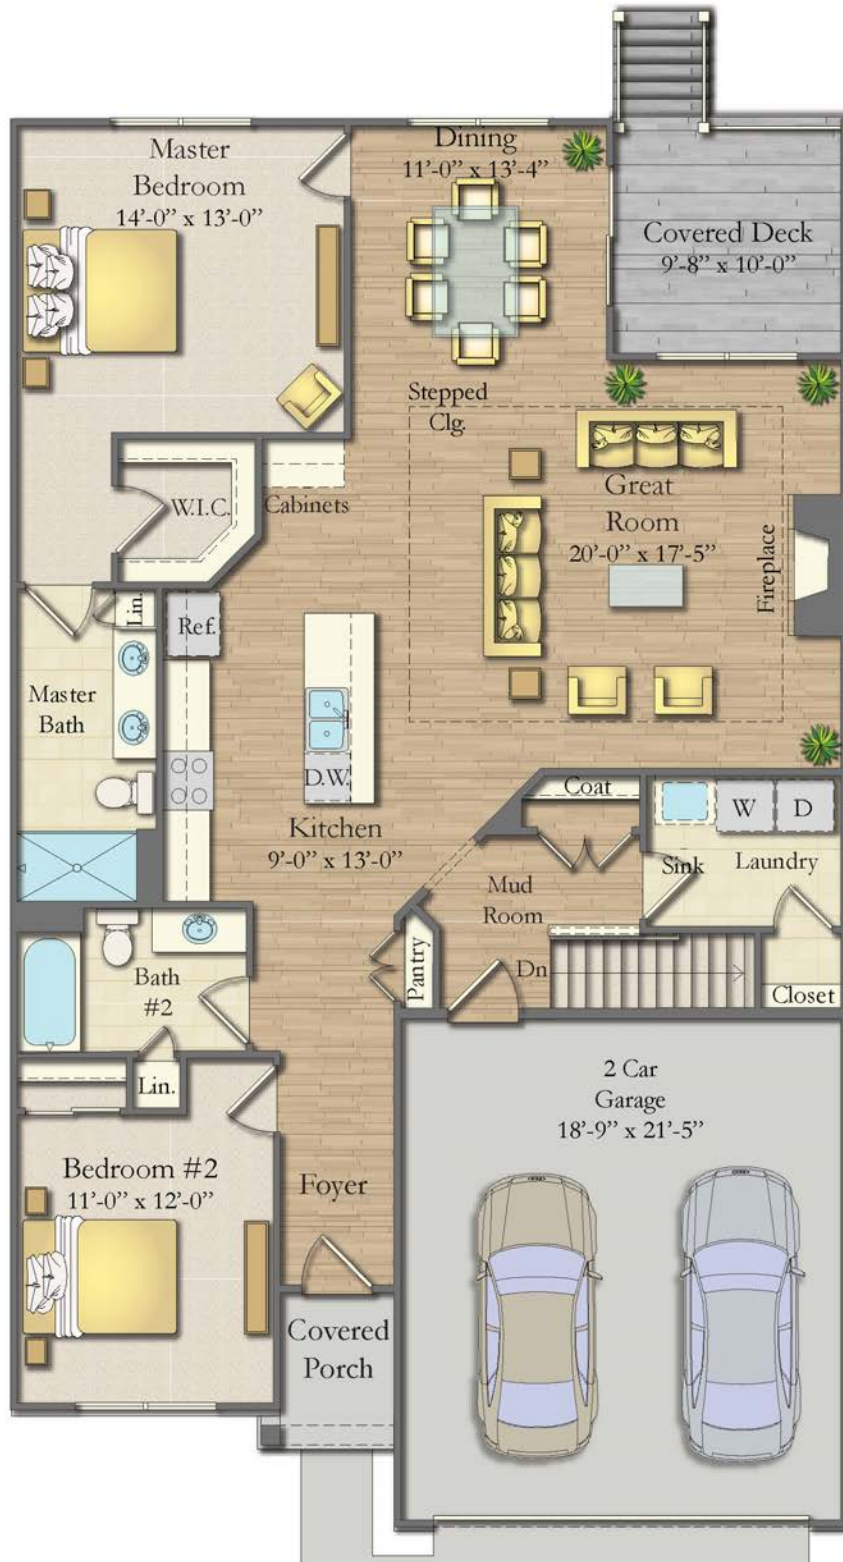 Master
Bedroom
14'-0" x 13'-0"
Dining
11'-0" x 13'-4"
Covered Deck
9'-8" x 10'-0"
Stepped
Clg.
W.I.C.
Cabinets
Great
Room
20'-0" x 17'-5"
Fireplace
Lin.
Ref.
Master
Bath
D.W.
Kitchen
9'-0" x 13'-0"
Coat
W
D
Sink
Laundry
Mud
Room
Pantry
Dn
Closet
Bath
#2
Lin.
2 Car
Garage
18'-9" x 21'-5"
Bedroom #2
11'-0" x 12'-0"
Foyer
Covered
Porch